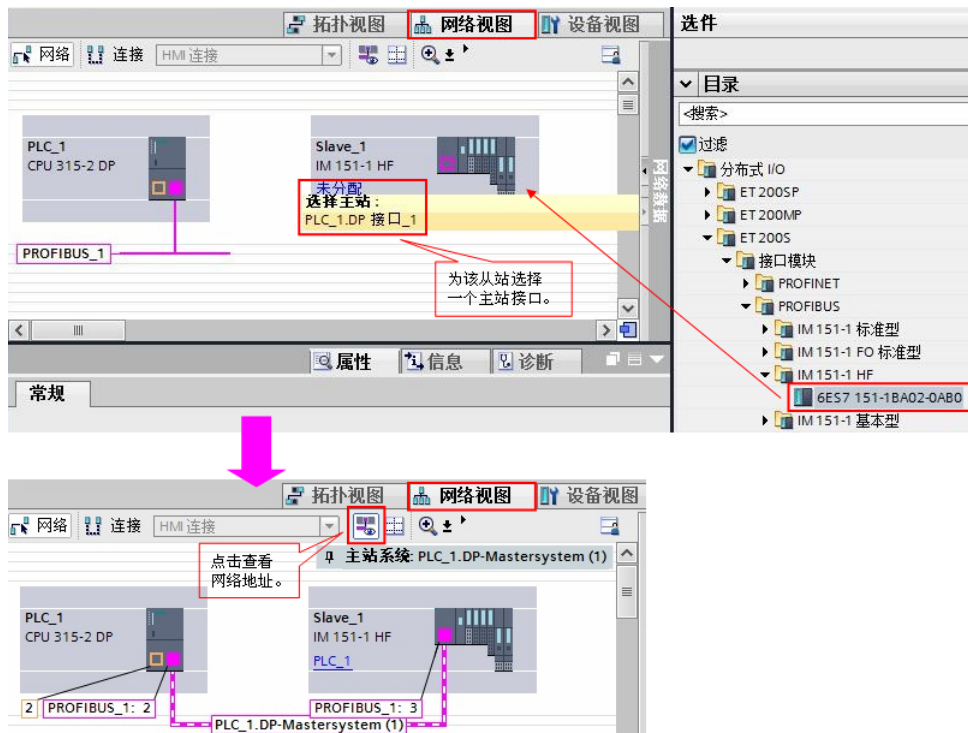 拓扑视图 网络视图 设备视图
网络 连接 HMI 连接
PLC_1
CPU 315-2 DP
Slave_1
IM 151-1 HF
未分配
选择主站:
PLC_1.DP 接口_1
PROFIBUS_1
为该从站选择
一个主站接口。
网络数据
属性 信息 诊断
常规
选件
目录
<搜索>
过滤
分布式 I/O
ET 200SP
ET 200MP
ET 200S
接口模块
PROFINET
PROFIBUS
IM 151-1 标准型
IM 151-1 FO 标准型
IM 151-1 HF
6ES7 151-1BA02-0AB0
IM 151-1 基本型
拓扑视图 网络视图 设备视图
网络 连接 HMI 连接
点击查看
网络地址。
主站系统: PLC_1.DP-Mastersystem (1)
PLC_1
CPU 315-2 DP
Slave_1
IM 151-1 HF
PLC_1
2 PROFIBUS_1: 2
PROFIBUS_1: 3
PLC_1.DP-Mastersystem (1)